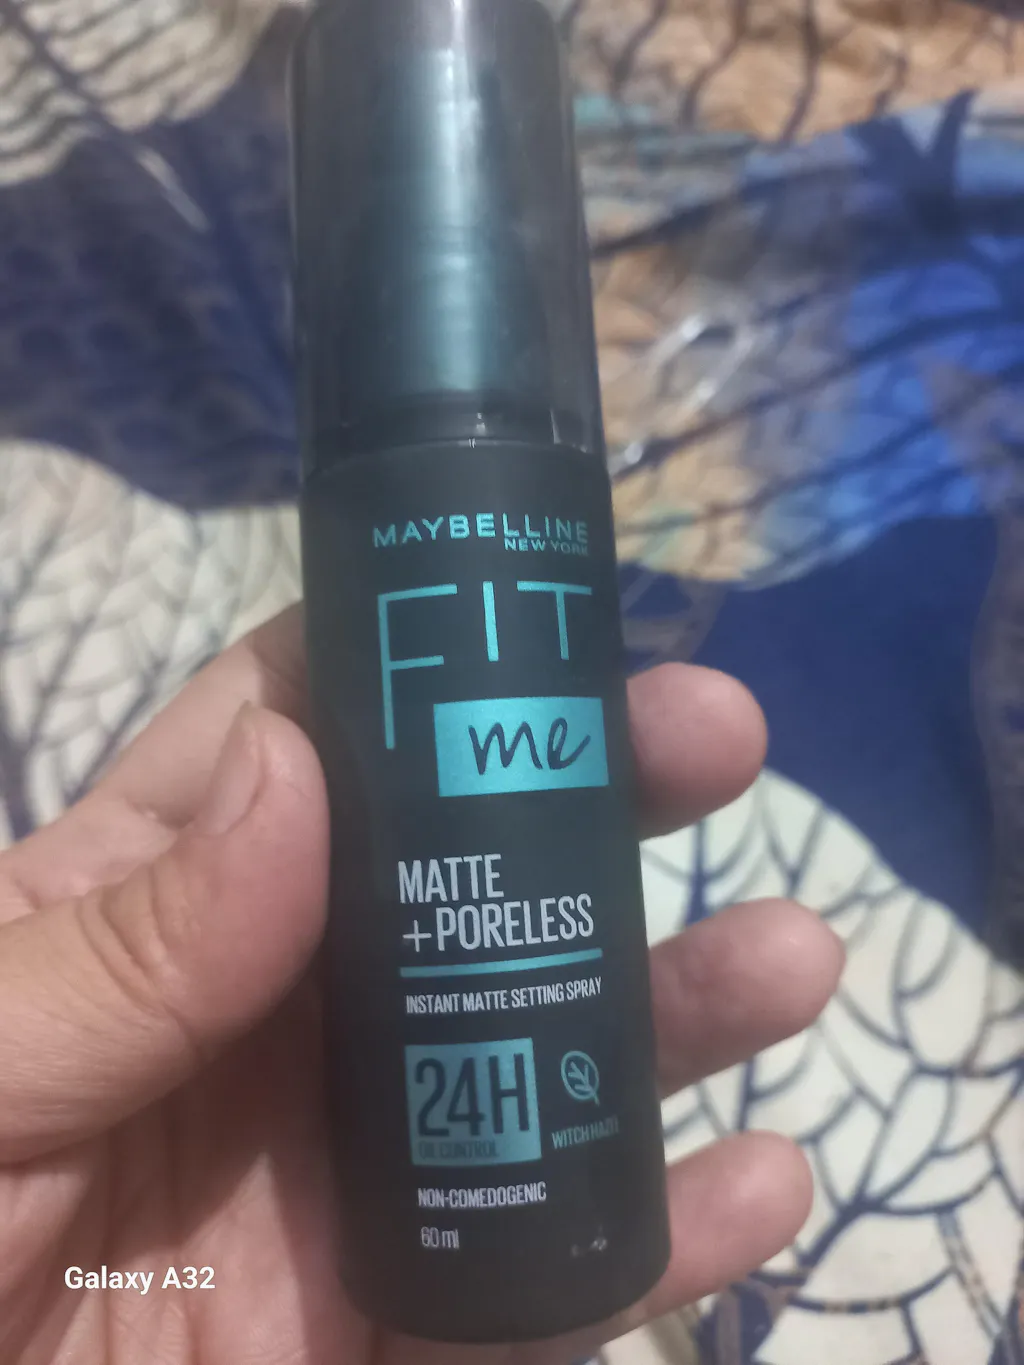 MAYBELLINE
NEW YORK
FIT
me
MATTE
+PORELESS
INSTANT MATTE SETTING SPRAY
24H
OIL CONTROL
WITCH HAZEL
NON-COMEDOGENIC
60 ml
Galaxy A32